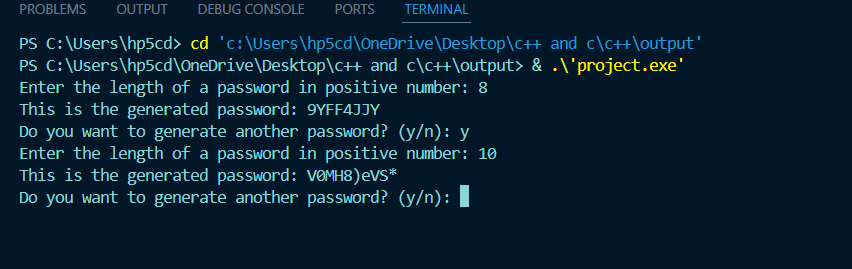 PROBLEMS OUTPUT DEBUG CONSOLE PORTS TERMINAL
PS C:\Users\hp5cd> cd 'c:\Users\hp5cd\OneDrive\Desktop\c++ and c\c++\output'
PS C:\Users\hp5cd\OneDrive\Desktop\c++ and c\c++\output> & .\'project.exe'
Enter the length of a password in positive number: 8
This is the generated password: 9YFF4JJY
Do you want to generate another password? (y/n): y
Enter the length of a password in positive number: 10
This is the generated password: V0MH8)eVS*
Do you want to generate another password? (y/n):